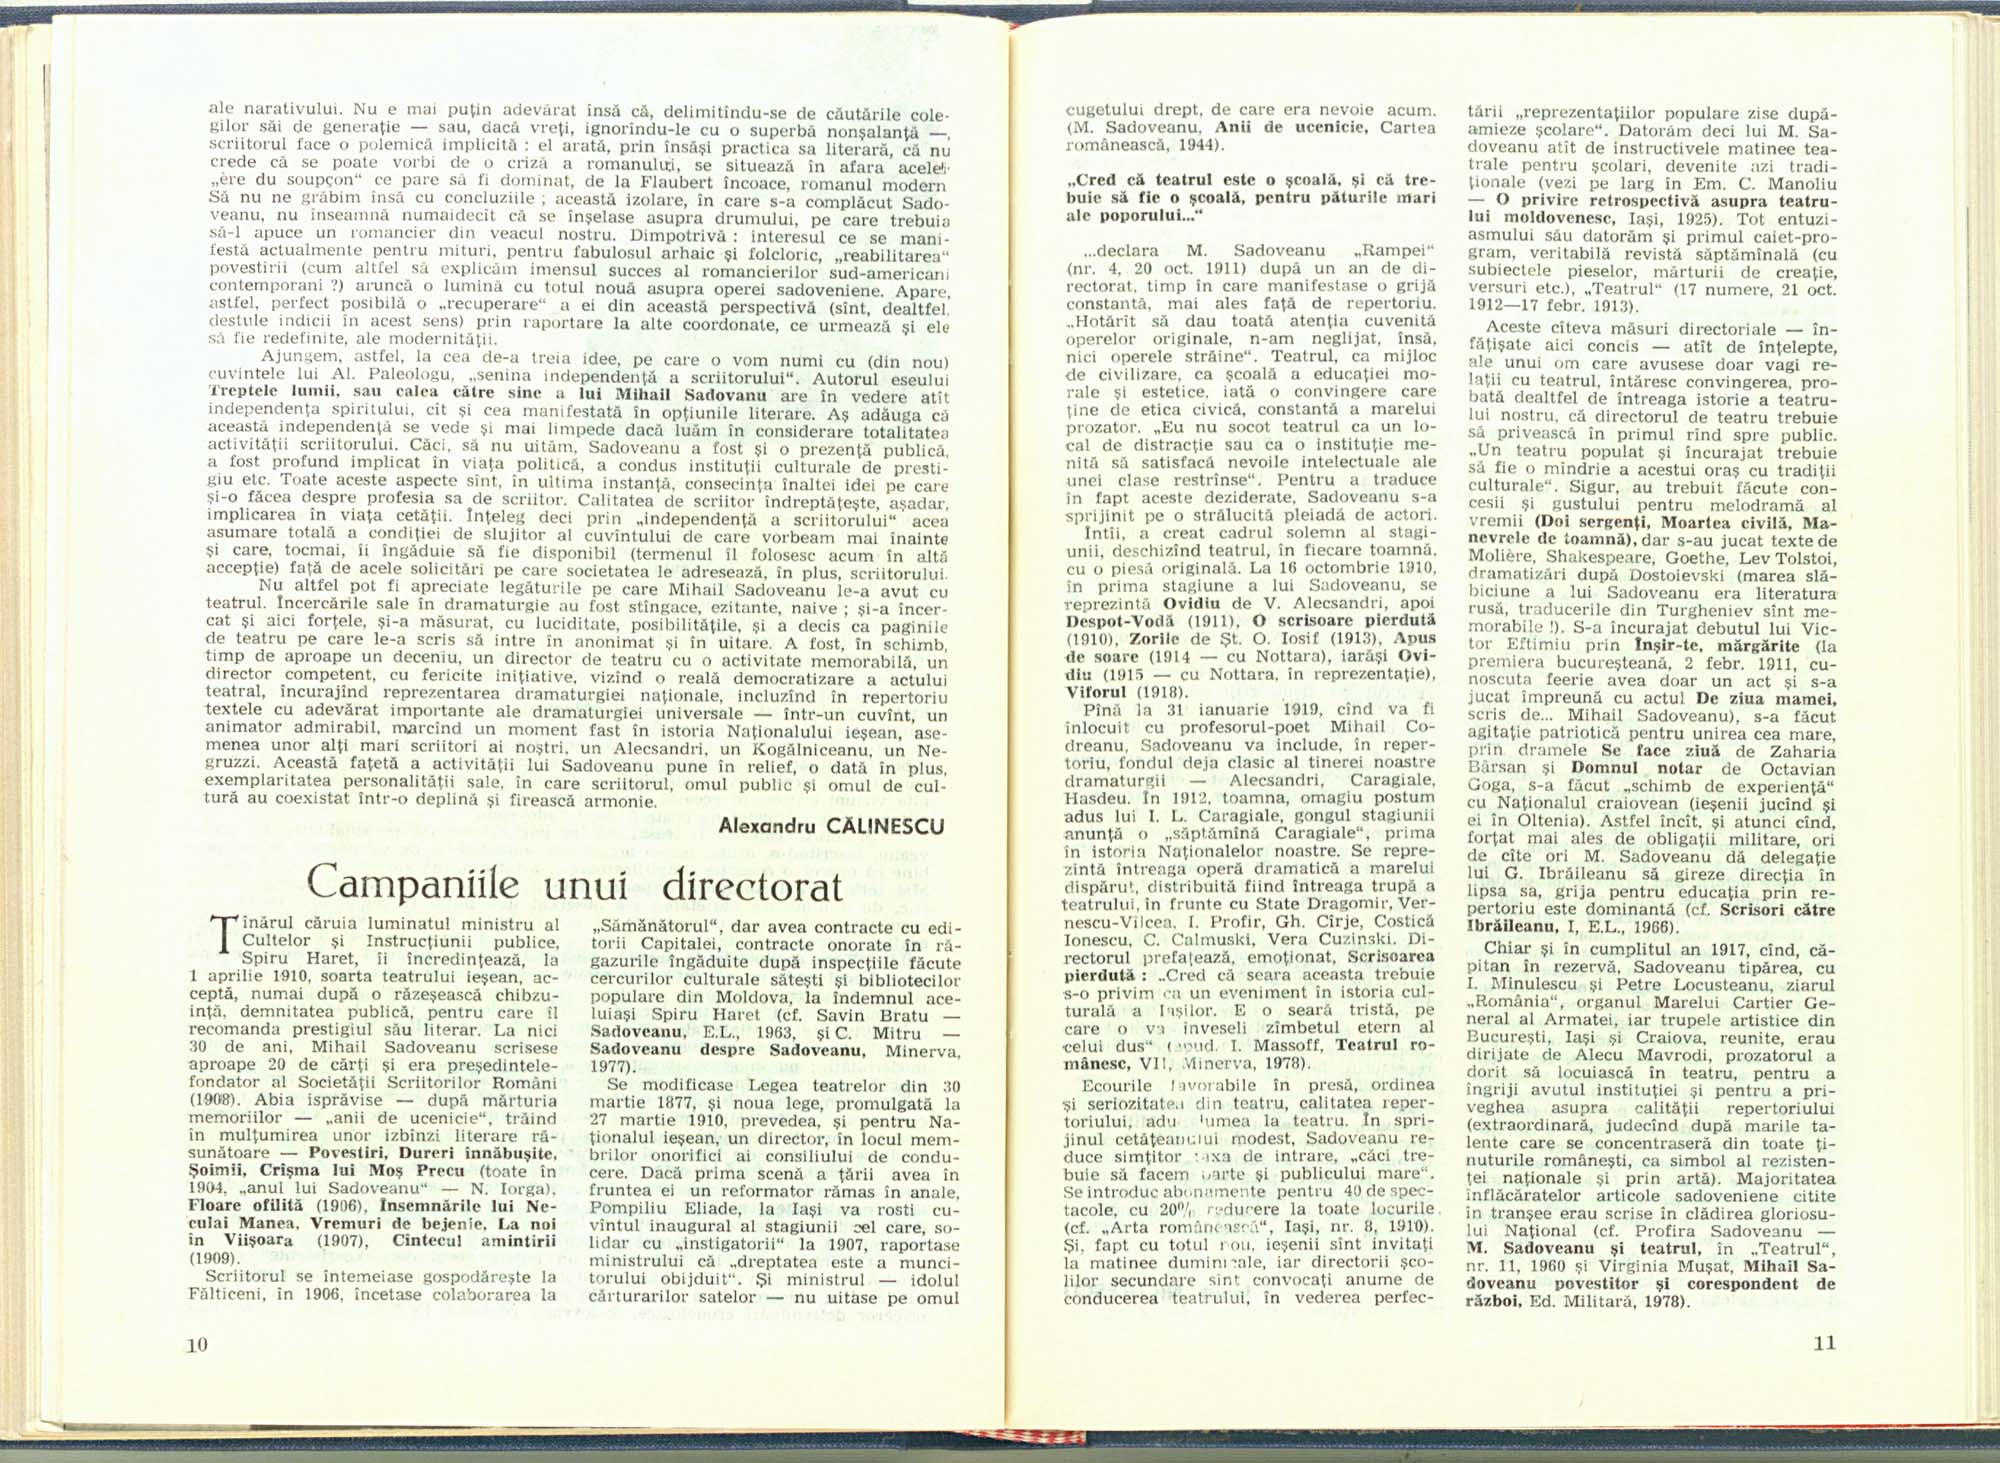 ale narativului. Nu e mai puțin adevărat însă că, delimitîndu-se de căutările cole-
gilor săi de generație — sau, dacă vreți, ignorîndu-le cu o superbă nonșalanță —,
scriitorul face o polemică implicită : el arată, prin însăși practica sa literară, că nu
crede că se poate vorbi de o criză a romanului, se situează în afara acelei
„ère du soupçon" ce pare să fi dominat, de la Flaubert încoace, romanul modern
Să nu ne grăbim însă cu concluziile ; această izolare, în care s-a complăcut Sado-
veanu, nu înseamnă numaidecît că se înșelase asupra drumului, pe care trebuia
să-l apuce un romancier din veacul nostru. Dimpotrivă : interesul ce se mani-
festă actualmente pentru mituri, pentru fabulosul arhaic și folcloric, „reabilitarea"
povestirii (cum altfel să explicăm imensul succes al romancierilor sud-americani
contemporani ?) aruncă o lumină cu totul nouă asupra operei sadoveniene. Apare,
astfel, perfect posibilă o „recuperare" a ei din această perspectivă (sînt, dealtfel,
destule indicii în acest sens) prin raportare la alte coordonate, ce urmează și ele
să fie redefinite, ale modernității.
Ajungem, astfel, la cea de-a treia idee, pe care o vom numi cu (din nou)
cuvintele lui Al. Paleologu, „senina independență a scriitorului". Autorul eseului
Treptele lumii, sau calea către sine a lui Mihail Sadovanu are în vedere atît
independența spiritului, cît și cea manifestată în opțiunile literare. Aș adăuga că
această independență se vede și mai limpede dacă luăm în considerare totalitatea
activității scriitorului. Căci, să nu uităm, Sadoveanu a fost și o prezență publică,
a fost profund implicat în viața politică, a condus instituții culturale de presti-
giu etc. Toate aceste aspecte sînt, în ultima instanță, consecința înaltei idei pe care
și-o făcea despre profesia sa de scriitor. Calitatea de scriitor îndreptățește, așadar,
implicarea în viața cetății. Înțeleg deci prin „independență a scriitorului" acea
asumare totală a condiției de slujitor al cuvîntului de care vorbeam mai înainte
și care, tocmai, îi îngăduie să fie disponibil (termenul îl folosesc acum în altă
accepție) față de acele solicitări pe care societatea le adresează, în plus, scriitorului.
Nu altfel pot fi apreciate legăturile pe care Mihail Sadoveanu le-a avut cu
teatrul. Încercările sale în dramaturgie au fost stîngace, ezitante, naive ; și-a încer-
cat și aici forțele, și-a măsurat, cu luciditate, posibilitățile, și a decis ca paginile
de teatru pe care le-a scris să intre în anonimat și în uitare. A fost, în schimb,
timp de aproape un deceniu, un director de teatru cu o activitate memorabilă, un
director competent, cu fericite inițiative, vizînd o reală democratizare a actului
teatral, încurajînd reprezentarea dramaturgiei naționale, incluzînd în repertoriu
textele cu adevărat importante ale dramaturgiei universale — într-un cuvînt, un
animator admirabil, marcînd un moment fast în istoria Naționalului ieșean, ase-
menea unor alți mari scriitori ai noștri, un Alecsandri, un Kogălniceanu, un Ne-
gruzzi. Această fațetă a activității lui Sadoveanu pune în relief, o dată în plus,
exemplaritatea personalității sale, în care scriitorul, omul public și omul de cul-
tură au coexistat într-o deplină și firească armonie.
Alexandru CĂLINESCU
Campaniile unui directorat
Tînărul căruia luminatul ministru al
Cultelor și Instrucțiunii publice,
Spiru Haret, îi încredințează, la
1 aprilie 1910, soarta teatrului ieșean, ac-
ceptă, numai după o răzeșească chibzu-
ință, demnitatea publică, pentru care îl
recomanda prestigiul său literar. La nici
30 de ani, Mihail Sadoveanu scrisese
aproape 20 de cărți și era președintele-
fondator al Societății Scriitorilor Români
(1908). Abia isprăvise — după mărturia
memoriilor — „anii de ucenicie", trăind
în mulțumirea unor izbînzi literare ră-
sunătoare — Povestiri, Dureri înnăbușite,
Șoimii, Crîșma lui Moș Precu (toate în
1904, „anul lui Sadoveanu" — N. Iorga),
Floare ofilită (1906), Însemnările lui Ne-
culai Manea, Vremuri de bejenie, La noi
în Viișoara (1907), Cîntecul amintirii
(1909).
Scriitorul se întemeiase gospodărește la
Fălticeni, în 1906, încetase colaborarea la
„Sămănătorul", dar avea contracte cu edi-
torii Capitalei, contracte onorate în ră-
gazurile îngăduite după inspecțiile făcute
cercurilor culturale sătești și bibliotecilor
populare din Moldova, la îndemnul ace-
luiași Spiru Haret (cf. Savin Bratu —
Sadoveanu, E.L., 1963, și C. Mitru —
Sadoveanu despre Sadoveanu, Minerva,
1977).
Se modificase Legea teatrelor din 30
martie 1877, și noua lege, promulgată la
27 martie 1910, prevedea, și pentru Na-
ționalul ieșean, un director, în locul mem-
brilor onorifici ai consiliului de condu-
cere. Dacă prima scenă a țării avea în
fruntea ei un reformator rămas în anale,
Pompiliu Eliade, la Iași va rosti cu-
vîntul inaugural al stagiunii cel care, so-
lidar cu „instigatorii" la 1907, raportase
ministrului că „dreptatea este a munci-
torului obijduit". Și ministrul — idolul
cărturarilor satelor — nu uitase pe omul
10
cugetului drept, de care era nevoie acum.
(M. Sadoveanu, Anii de ucenicie, Cartea
românească, 1944).
„Cred că teatrul este o școală, și că tre-
buie să fie o școală, pentru păturile mari
ale poporului..."
...declara M. Sadoveanu „Rampei"
(nr. 4, 20 oct. 1911) după un an de di-
rectorat, timp în care manifestase o grijă
constantă, mai ales față de repertoriu.
„Hotărît să dau toată atenția cuvenită
operelor originale, n-am neglijat, însă,
nici operele străine". Teatrul, ca mijloc
de civilizare, ca școală a educației mo-
rale și estetice, iată o convingere care
ține de etica civică, constantă a marelui
prozator. „Eu nu socot teatrul ca un lo-
cal de distracție sau ca o instituție me-
nită să satisfacă nevoile intelectuale ale
unei clase restrînse". Pentru a traduce
în fapt aceste deziderate, Sadoveanu s-a
sprijinit pe o strălucită pleiadă de actori.
Întîi, a creat cadrul solemn al stagi-
unii, deschizînd teatrul, în fiecare toamnă,
cu o piesă originală. La 16 octombrie 1910,
în prima stagiune a lui Sadoveanu, se
reprezintă Ovidiu de V. Alecsandri, apoi
Despot-Vodă (1911), O scrisoare pierdută
(1910), Zorile de Șt. O. Iosif (1913), Apus
de soare (1914 — cu Nottara), iarăși Ovi-
diu (1915 — cu Nottara, în reprezentație),
Viforul (1918).
Pînă la 31 ianuarie 1919, cînd va fi
înlocuit cu profesorul-poet Mihail Co-
dreanu, Sadoveanu va include, în reper-
toriu, fondul deja clasic al tinerei noastre
dramaturgii — Alecsandri, Caragiale,
Hasdeu. În 1912, toamna, omagiu postum
adus lui I. L. Caragiale, gongul stagiunii
anunță o „săptămînă Caragiale", prima
în istoria Naționalelor noastre. Se repre-
zintă întreaga operă dramatică a marelui
dispărut, distribuită fiind întreaga trupă a
teatrului, în frunte cu State Dragomir, Ver-
nescu-Vîlcea, I. Profir, Gh. Cîrje, Costică
Ionescu, C. Calmuski, Vera Cuzinski. Di-
rectorul prefațează, emoționat, Scrisoarea
pierdută : „Cred că seara aceasta trebuie
s-o privim ca un eveniment în istoria cul-
turală a Iașilor. E o seară tristă, pe
care o va înveseli zîmbetul etern al
celui dus" (apud. I. Massoff, Teatrul ro-
mânesc, VII, Minerva, 1978).
Ecourile favorabile în presă, ordinea
și seriozitatea din teatru, calitatea reper-
toriului, adu lumea la teatru. În spri-
jinul cetățeanului modest, Sadoveanu re-
duce simțitor taxa de intrare, „căci tre-
buie să facem parte și publicului mare".
Se introduc abonamente pentru 40 de spec-
tacole, cu 20% reducere la toate locurile.
(cf. „Arta românească", Iași, nr. 8, 1910).
Și, fapt cu totul nou, ieșenii sînt invitați
la matinee duminicale, iar directorii șco-
lilor secundare sînt convocați anume de
conducerea teatrului, în vederea perfec-
tării „reprezentațiilor populare zise după-
amieze școlare". Datorăm deci lui M. Sa-
doveanu atît de instructivele matinee tea-
trale pentru școlari, devenite azi tradi-
ționale (vezi pe larg în Em. C. Manoliu
— O privire retrospectivă asupra teatru-
lui moldovenesc, Iași, 1925). Tot entuzi-
asmului său datorăm și primul caiet-pro-
gram, veritabilă revistă săptămînală (cu
subiectele pieselor, mărturii de creație,
versuri etc.), „Teatrul" (17 numere, 21 oct.
1912—17 febr. 1913).
Aceste cîteva măsuri directoriale — în-
fățișate aici concis — atît de înțelepte,
ale unui om care avusese doar vagi re-
lații cu teatrul, întăresc convingerea, pro-
bată dealtfel de întreaga istorie a teatru-
lui nostru, că directorul de teatru trebuie
să privească în primul rînd spre public.
„Un teatru populat și încurajat trebuie
să fie o mîndrie a acestui oraș cu tradiții
culturale". Sigur, au trebuit făcute con-
cesii și gustului pentru melodramă al
vremii (Doi sergenți, Moartea civilă, Ma-
nevrele de toamnă), dar s-au jucat texte de
Molière, Shakespeare, Goethe, Lev Tolstoi,
dramatizări după Dostoievski (marea slă-
biciune a lui Sadoveanu era literatura
rusă, traducerile din Turgheniev sînt me-
morabile !). S-a încurajat debutul lui Vic-
tor Eftimiu prin Înșir-te, mărgărite (la
premiera bucureșteană, 2 febr. 1911, cu-
noscuta feerie avea doar un act și s-a
jucat împreună cu actul De ziua mamei,
scris de... Mihail Sadoveanu), s-a făcut
agitație patriotică pentru unirea cea mare,
prin dramele Se face ziuă de Zaharia
Bârsan și Domnul notar de Octavian
Goga, s-a făcut „schimb de experiență"
cu Naționalul craiovean (ieșenii jucînd și
ei în Oltenia). Astfel încît, și atunci cînd,
forțat mai ales de obligații militare, ori
de cîte ori M. Sadoveanu dă delegație
lui G. Ibrăileanu să gireze direcția în
lipsa sa, grija pentru educația prin re-
pertoriu este dominantă (cf. Scrisori către
Ibrăileanu, I, E.L., 1966).
Chiar și în cumplitul an 1917, cînd, că-
pitan în rezervă, Sadoveanu tipărea, cu
I. Minulescu și Petre Locusteanu, ziarul
„România", organul Marelui Cartier Ge-
neral al Armatei, iar trupele artistice din
București, Iași și Craiova, reunite, erau
dirijate de Alecu Mavrodi, prozatorul a
dorit să locuiască în teatru, pentru a
îngriji avutul instituției și pentru a pri-
veghea asupra calității repertoriului
(extraordinară, judecînd după marile ta-
lente care se concentraseră din toate ți-
nuturile românești, ca simbol al rezisten-
ței naționale și prin artă). Majoritatea
înflăcăratelor articole sadoveniene citite
în tranșee erau scrise în clădirea gloriosu-
lui Național (cf. Profira Sadoveanu —
M. Sadoveanu și teatrul, în „Teatrul",
nr. 11, 1960 și Virginia Mușat, Mihail Sa-
doveanu povestitor și corespondent de
război, Ed. Militară, 1978).
11